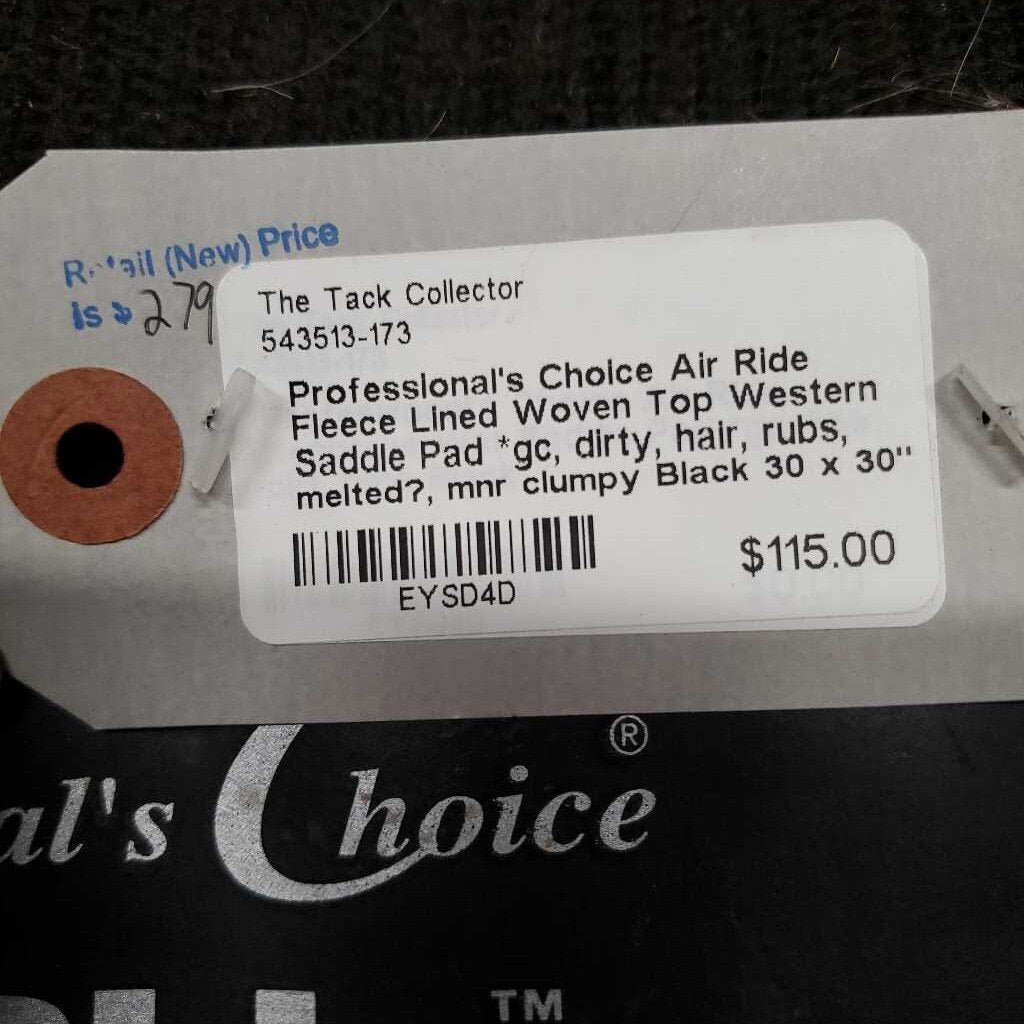 Retail (New) Price
is $ 279
The Tack Collector
543513-173
Professional's Choice Air Ride
Fleece Lined Woven Top Western
Saddle Pad *gc, dirty, hair, rubs,
melted?, mnr clumpy Black 30 x 30"
$115.00
EYSD4D
al's Choice ®
TM